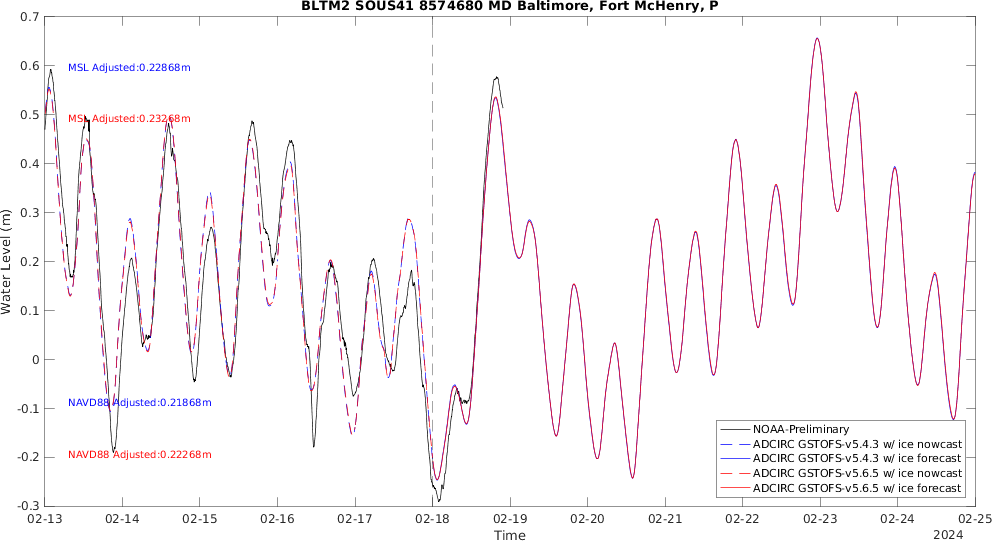 BLTM2 SOUS41 8574680 MD Baltimore, Fort McHenry, P
0.7
0.6
0.5
0.4
0.3
0.2
0.1
0
-0.1
-0.2
-0.3
Water Level (m)
MSL Adjusted:0.22868m
MSL Adjusted:0.23268m
NAVD88 Adjusted:0.21868m
NAVD88 Adjusted:0.22268m
NOAA-Preliminary
ADCIRC GSTOFS-v5.4.3 w/ ice nowcast
ADCIRC GSTOFS-v5.4.3 w/ ice forecast
ADCIRC GSTOFS-v5.6.5 w/ ice nowcast
ADCIRC GSTOFS-v5.6.5 w/ ice forecast
02-13 02-14 02-15 02-16 02-17 02-18 02-19 02-20 02-21 02-22 02-23 02-24 02-25
Time
2024